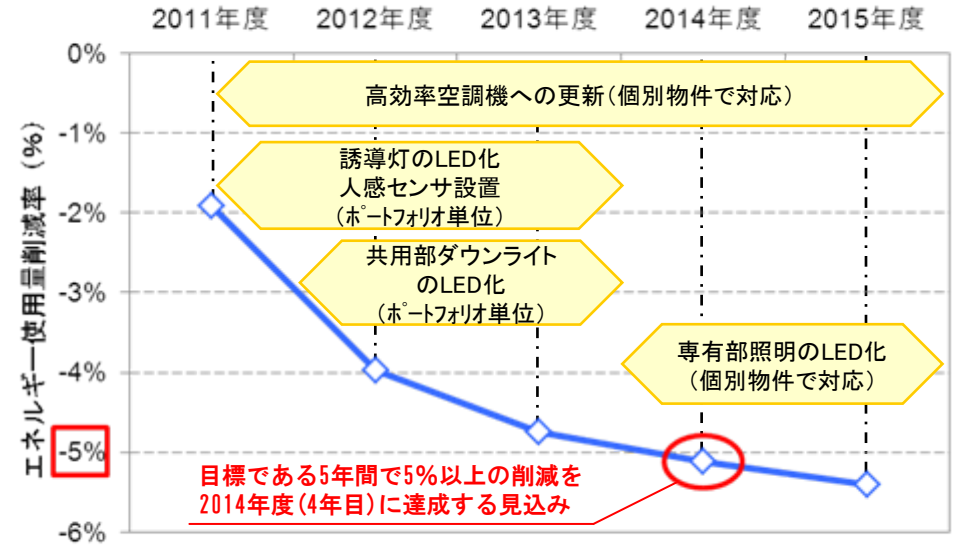 2011年度 2012年度 2013年度 2014年度 2015年度
エネルギー使用量削減率（%）
0%
-1%
-2%
-3%
-4%
-5%
-6%
高効率空調機への更新（個別物件で対応）
誘導灯のLED化
人感センサ設置
（ﾎﾟｰﾄﾌｫﾘｵ単位）
共用部ダウンライト
のLED化
（ﾎﾟｰﾄﾌｫﾘｵ単位）
専有部照明のLED化
（個別物件で対応）
目標である5年間で5%以上の削減を
2014年度(4年目)に達成する見込み